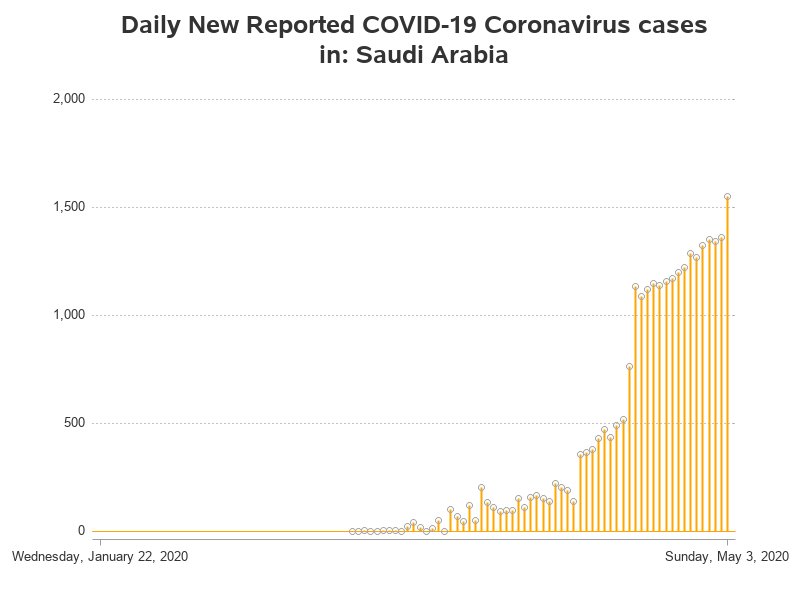 Daily New Reported COVID-19 Coronavirus cases
in: Saudi Arabia
2,000
1,500
1,000
500
0
Wednesday, January 22, 2020
Sunday, May 3, 2020